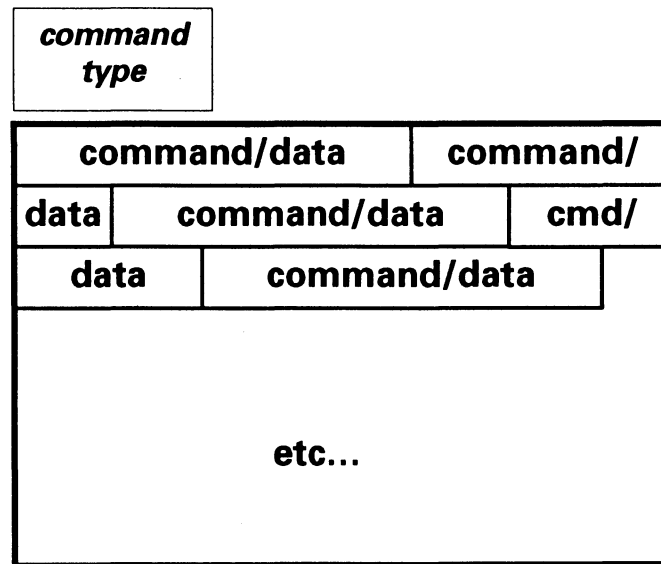 command
type
command/data command/
data command/data cmd/
data command/data
etc...